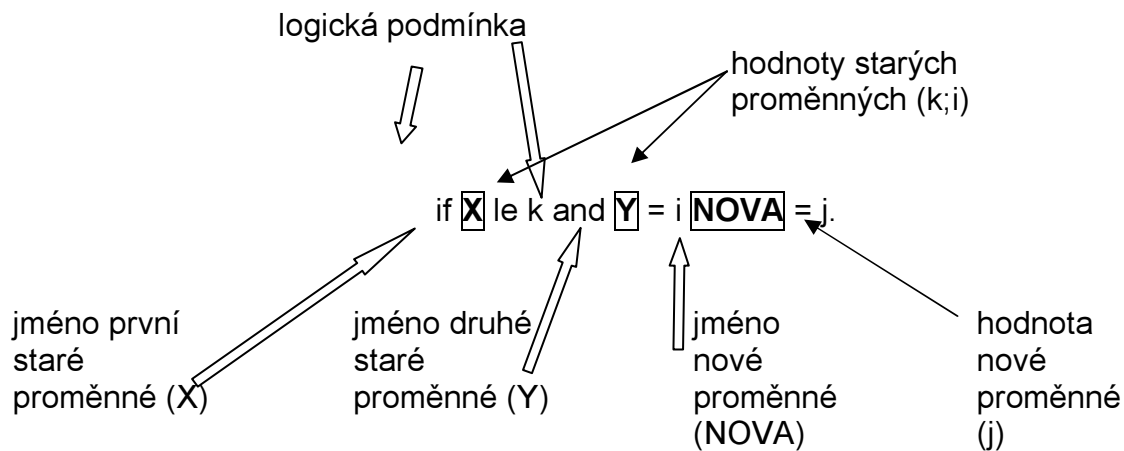 logická podmínka
hodnoty starých
proměnných (k;i)
if X le k and Y = i NOVA = j.
jméno první
staré
proměnné (X)
jméno druhé
staré
proměnné (Y)
jméno
nové
proměnné
(NOVA)
hodnota
nové
proměnné
(j)